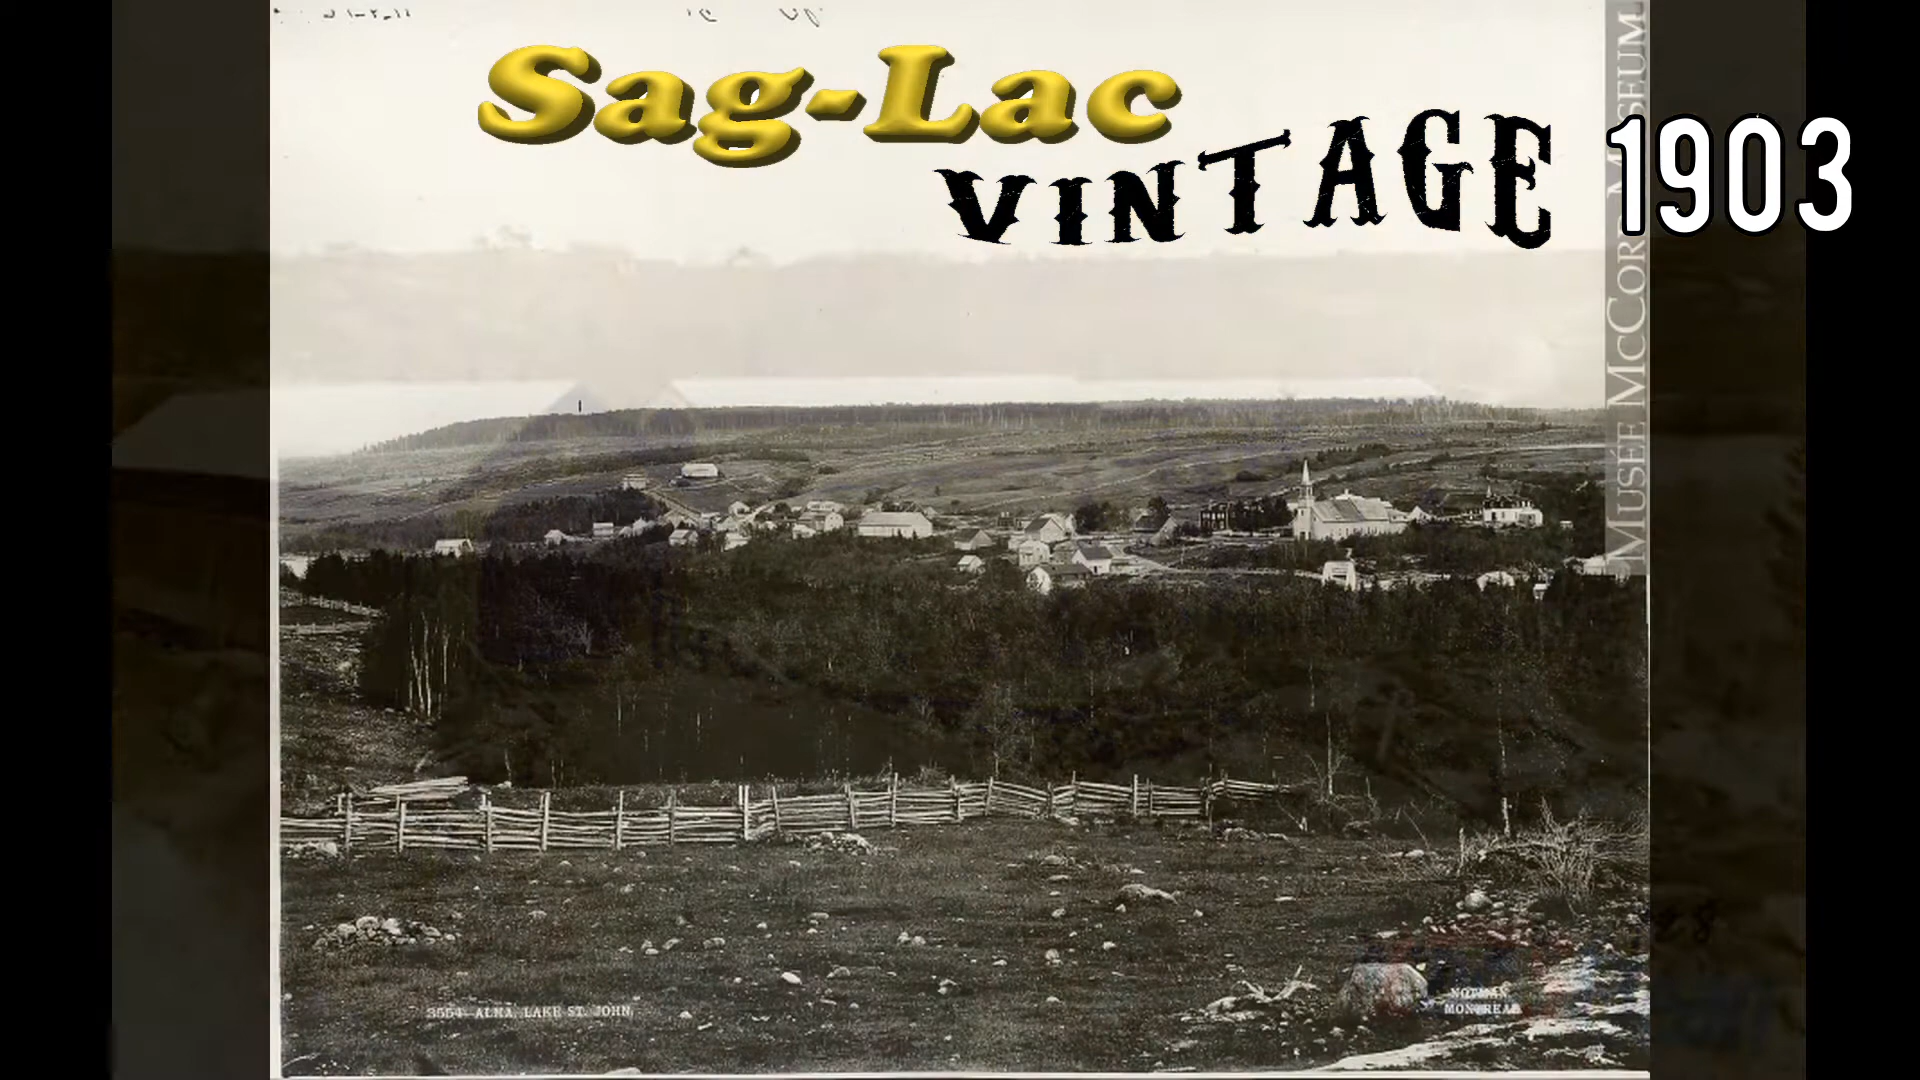 Sag-Lac
VINTAGE
1903
MUSÉE MCCORD MUSEUM
3554 ALMA, LAKE ST. JOHN,
NOTMAN
MONTREAL